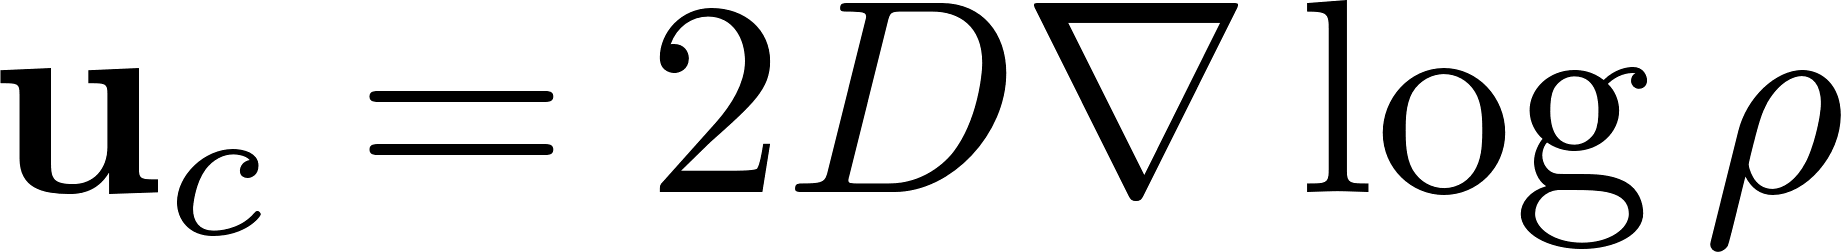 𝐮_c = 2D∇ log ρ